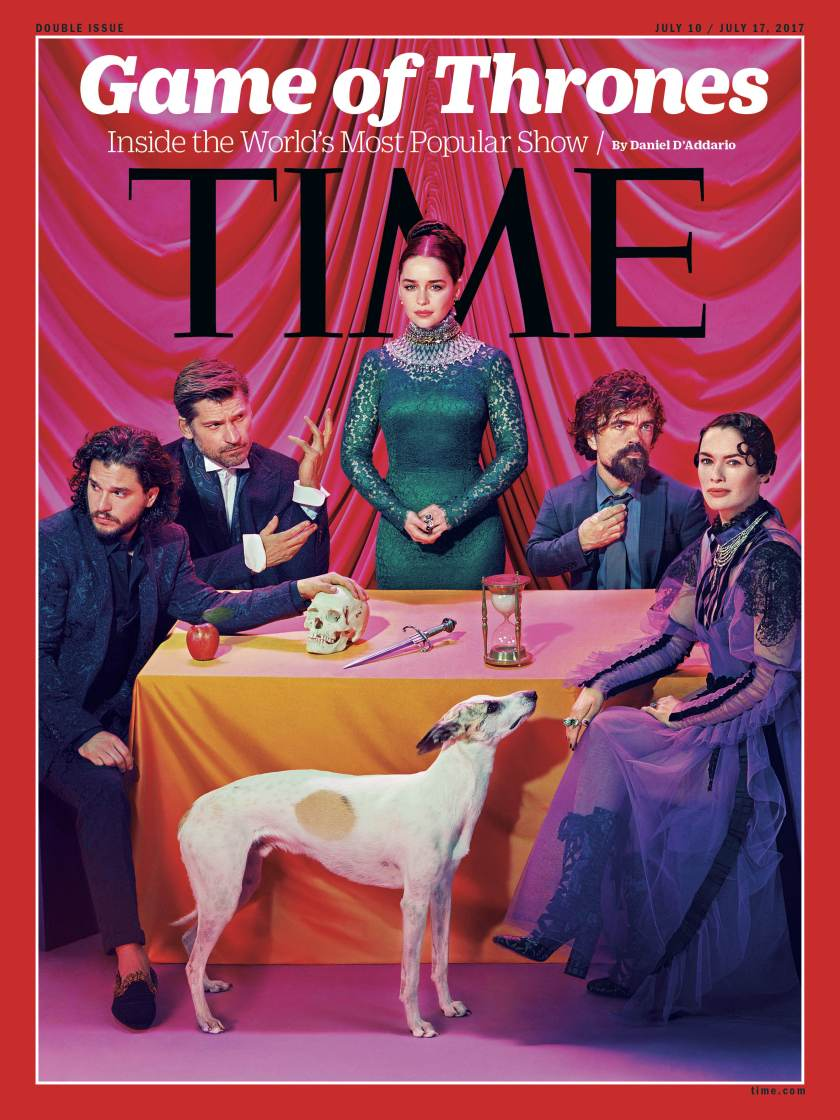 DOUBLE ISSUE
JULY 10 / JULY 17, 2017
Game of Thrones
Inside the World's Most Popular Show / By Daniel D'Addario
TIME
time.com